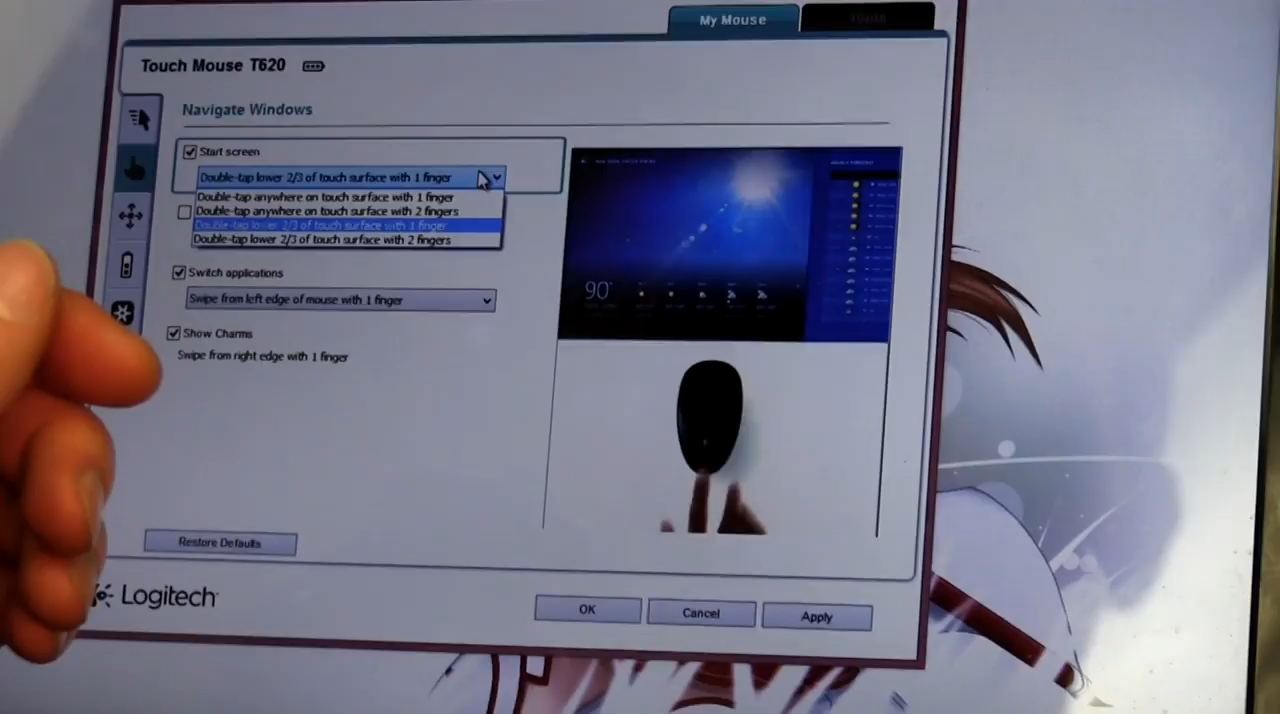 My Mouse
Touch Mouse T620
Navigate Windows
Start screen
Double-tap lower 2/3 of touch surface with 1 finger
Double-tap anywhere on touch surface with 1 finger
Double-tap anywhere on touch surface with 2 fingers
Double-tap lower 2/3 of touch surface with 1 finger
Double-tap lower 2/3 of touch surface with 2 fingers
Switch applications
Swipe from left edge of mouse with 1 finger
Show Charms
Swipe from right edge with 1 finger
90°
Restore Defaults
Logitech
OK
Cancel
Apply